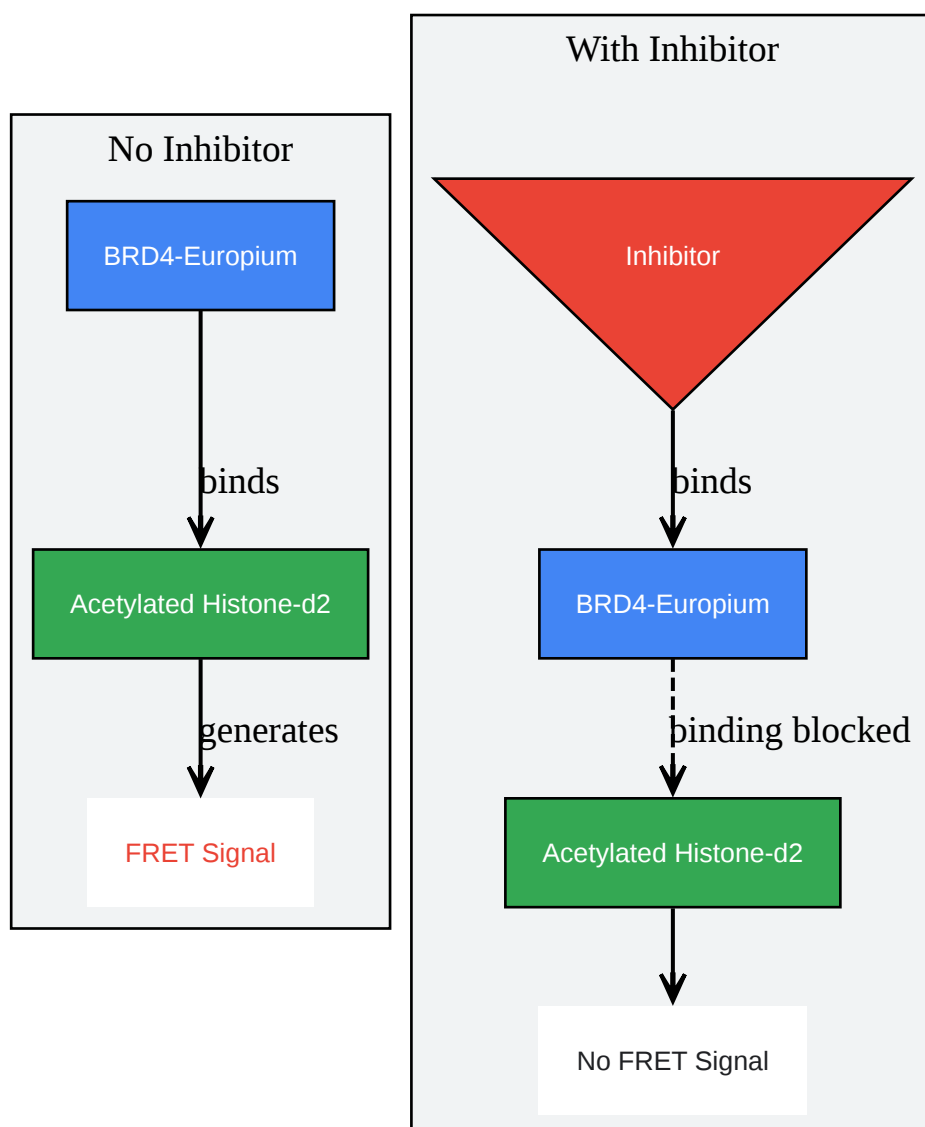 No Inhibitor
BRD4-Europium
binds
Acetylated Histone-d2
generates
FRET Signal
With Inhibitor
Inhibitor
binds
BRD4-Europium
binding blocked
Acetylated Histone-d2
No FRET Signal